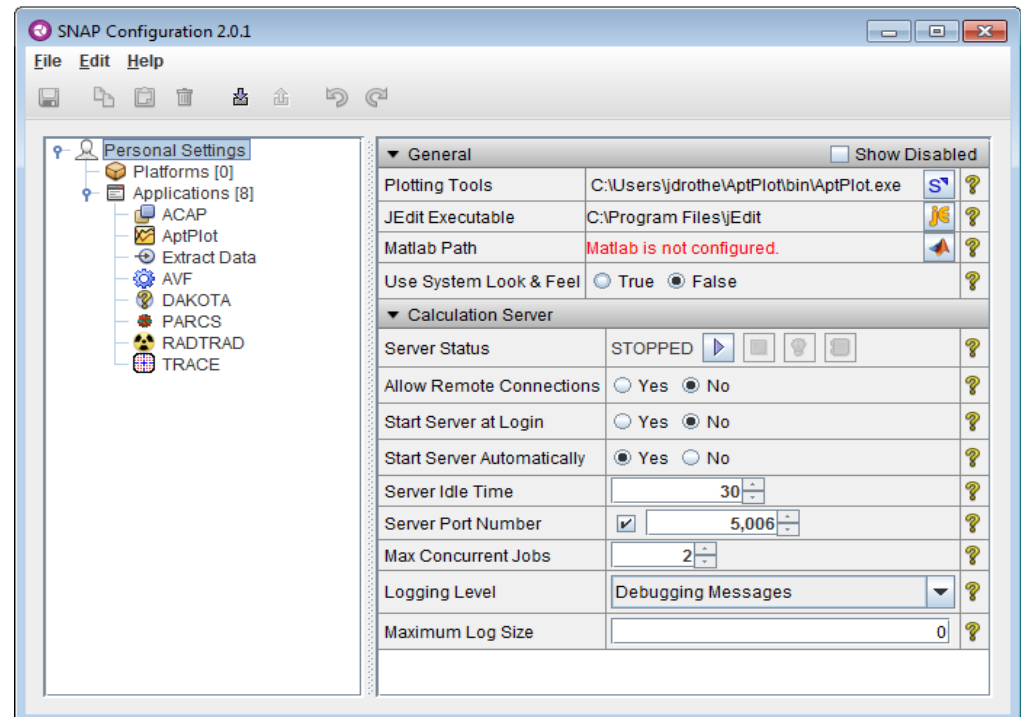 SNAP Configuration 2.0.1
File Edit Help
Personal Settings
Platforms [0]
Applications [8]
ACAP
AptPlot
Extract Data
AVF
DAKOTA
PARCS
RADTRAD
TRACE
General Show Disabled
Plotting Tools C:\Users\jdrothe\AptPlot\bin\AptPlot.exe S
JEdit Executable C:\Program Files\jEdit jE
Matlab Path Matlab is not configured.
Use System Look & Feel True False
Calculation Server
Server Status STOPPED
Allow Remote Connections Yes No
Start Server at Login Yes No
Start Server Automatically Yes No
Server Idle Time 30
Server Port Number 5,006
Max Concurrent Jobs 2
Logging Level Debugging Messages
Maximum Log Size 0